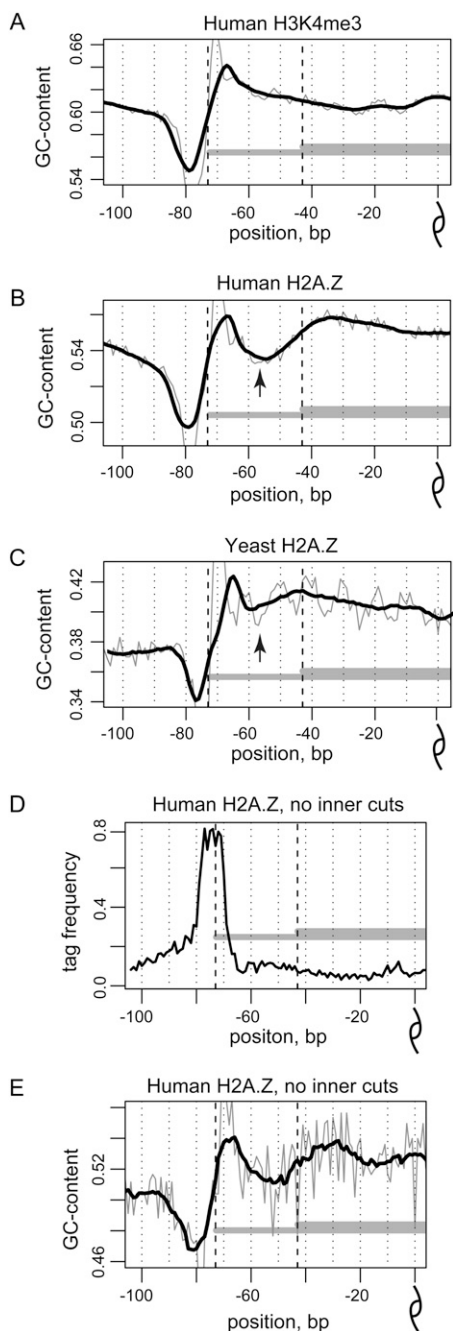 A
Human H3K4me3
GC-content
0.66
0.60
0.54
-100 -80 -60 -40 -20
position, bp
B
Human H2A.Z
GC-content
0.54
0.50
-100 -80 -60 -40 -20
position, bp
C
Yeast H2A.Z
GC-content
0.42
0.38
0.34
-100 -80 -60 -40 -20
position, bp
D
Human H2A.Z, no inner cuts
tag frequency
0.8
0.4
0.0
-100 -60 -20
positon, bp
E
Human H2A.Z, no inner cuts
GC-content
0.52
0.46
-100 -80 -60 -40 -20
position, bp